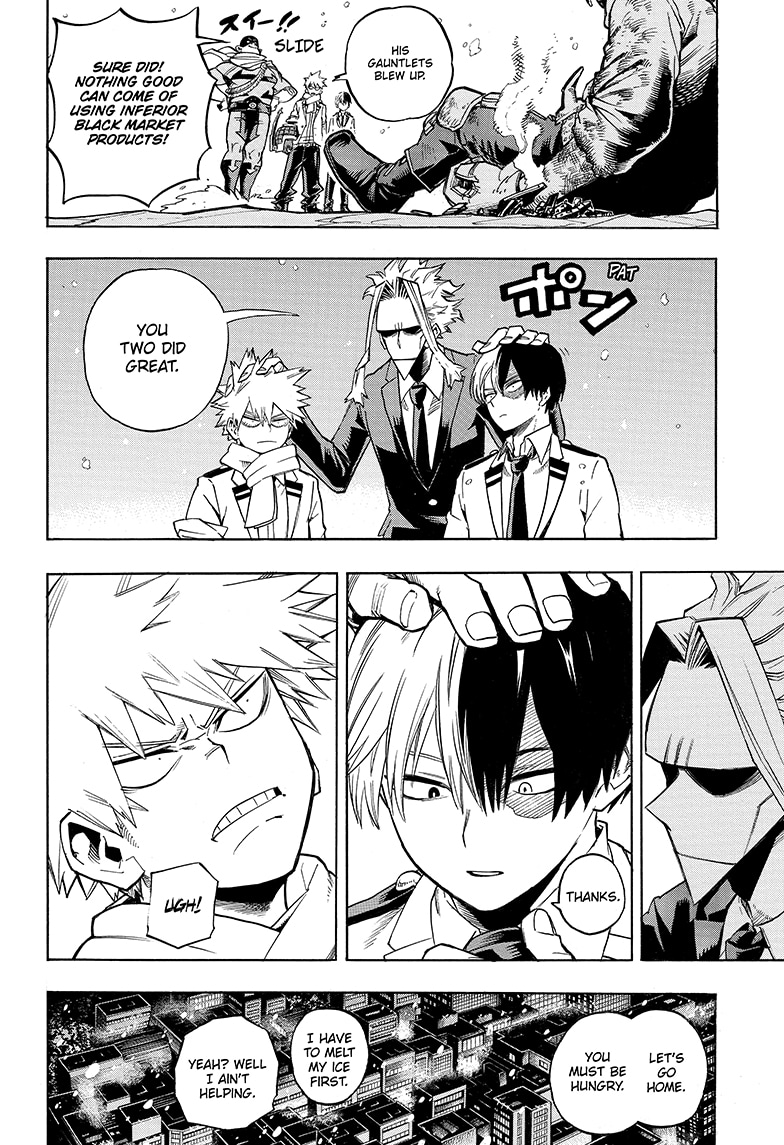 HIS
GAUNTLETS
BLEW UP.
スイー!!
SLIDE
SURE DID!
NOTHING GOOD
CAN COME OF
USING INFERIOR
BLACK MARKET
PRODUCTS!
ポン
PAT
YOU
TWO DID
GREAT.
THANKS.
UGH!
LET'S
GO
HOME.
YOU
MUST BE
HUNGRY.
I HAVE
TO MELT
MY ICE
FIRST.
YEAH? WELL
I AIN'T
HELPING.